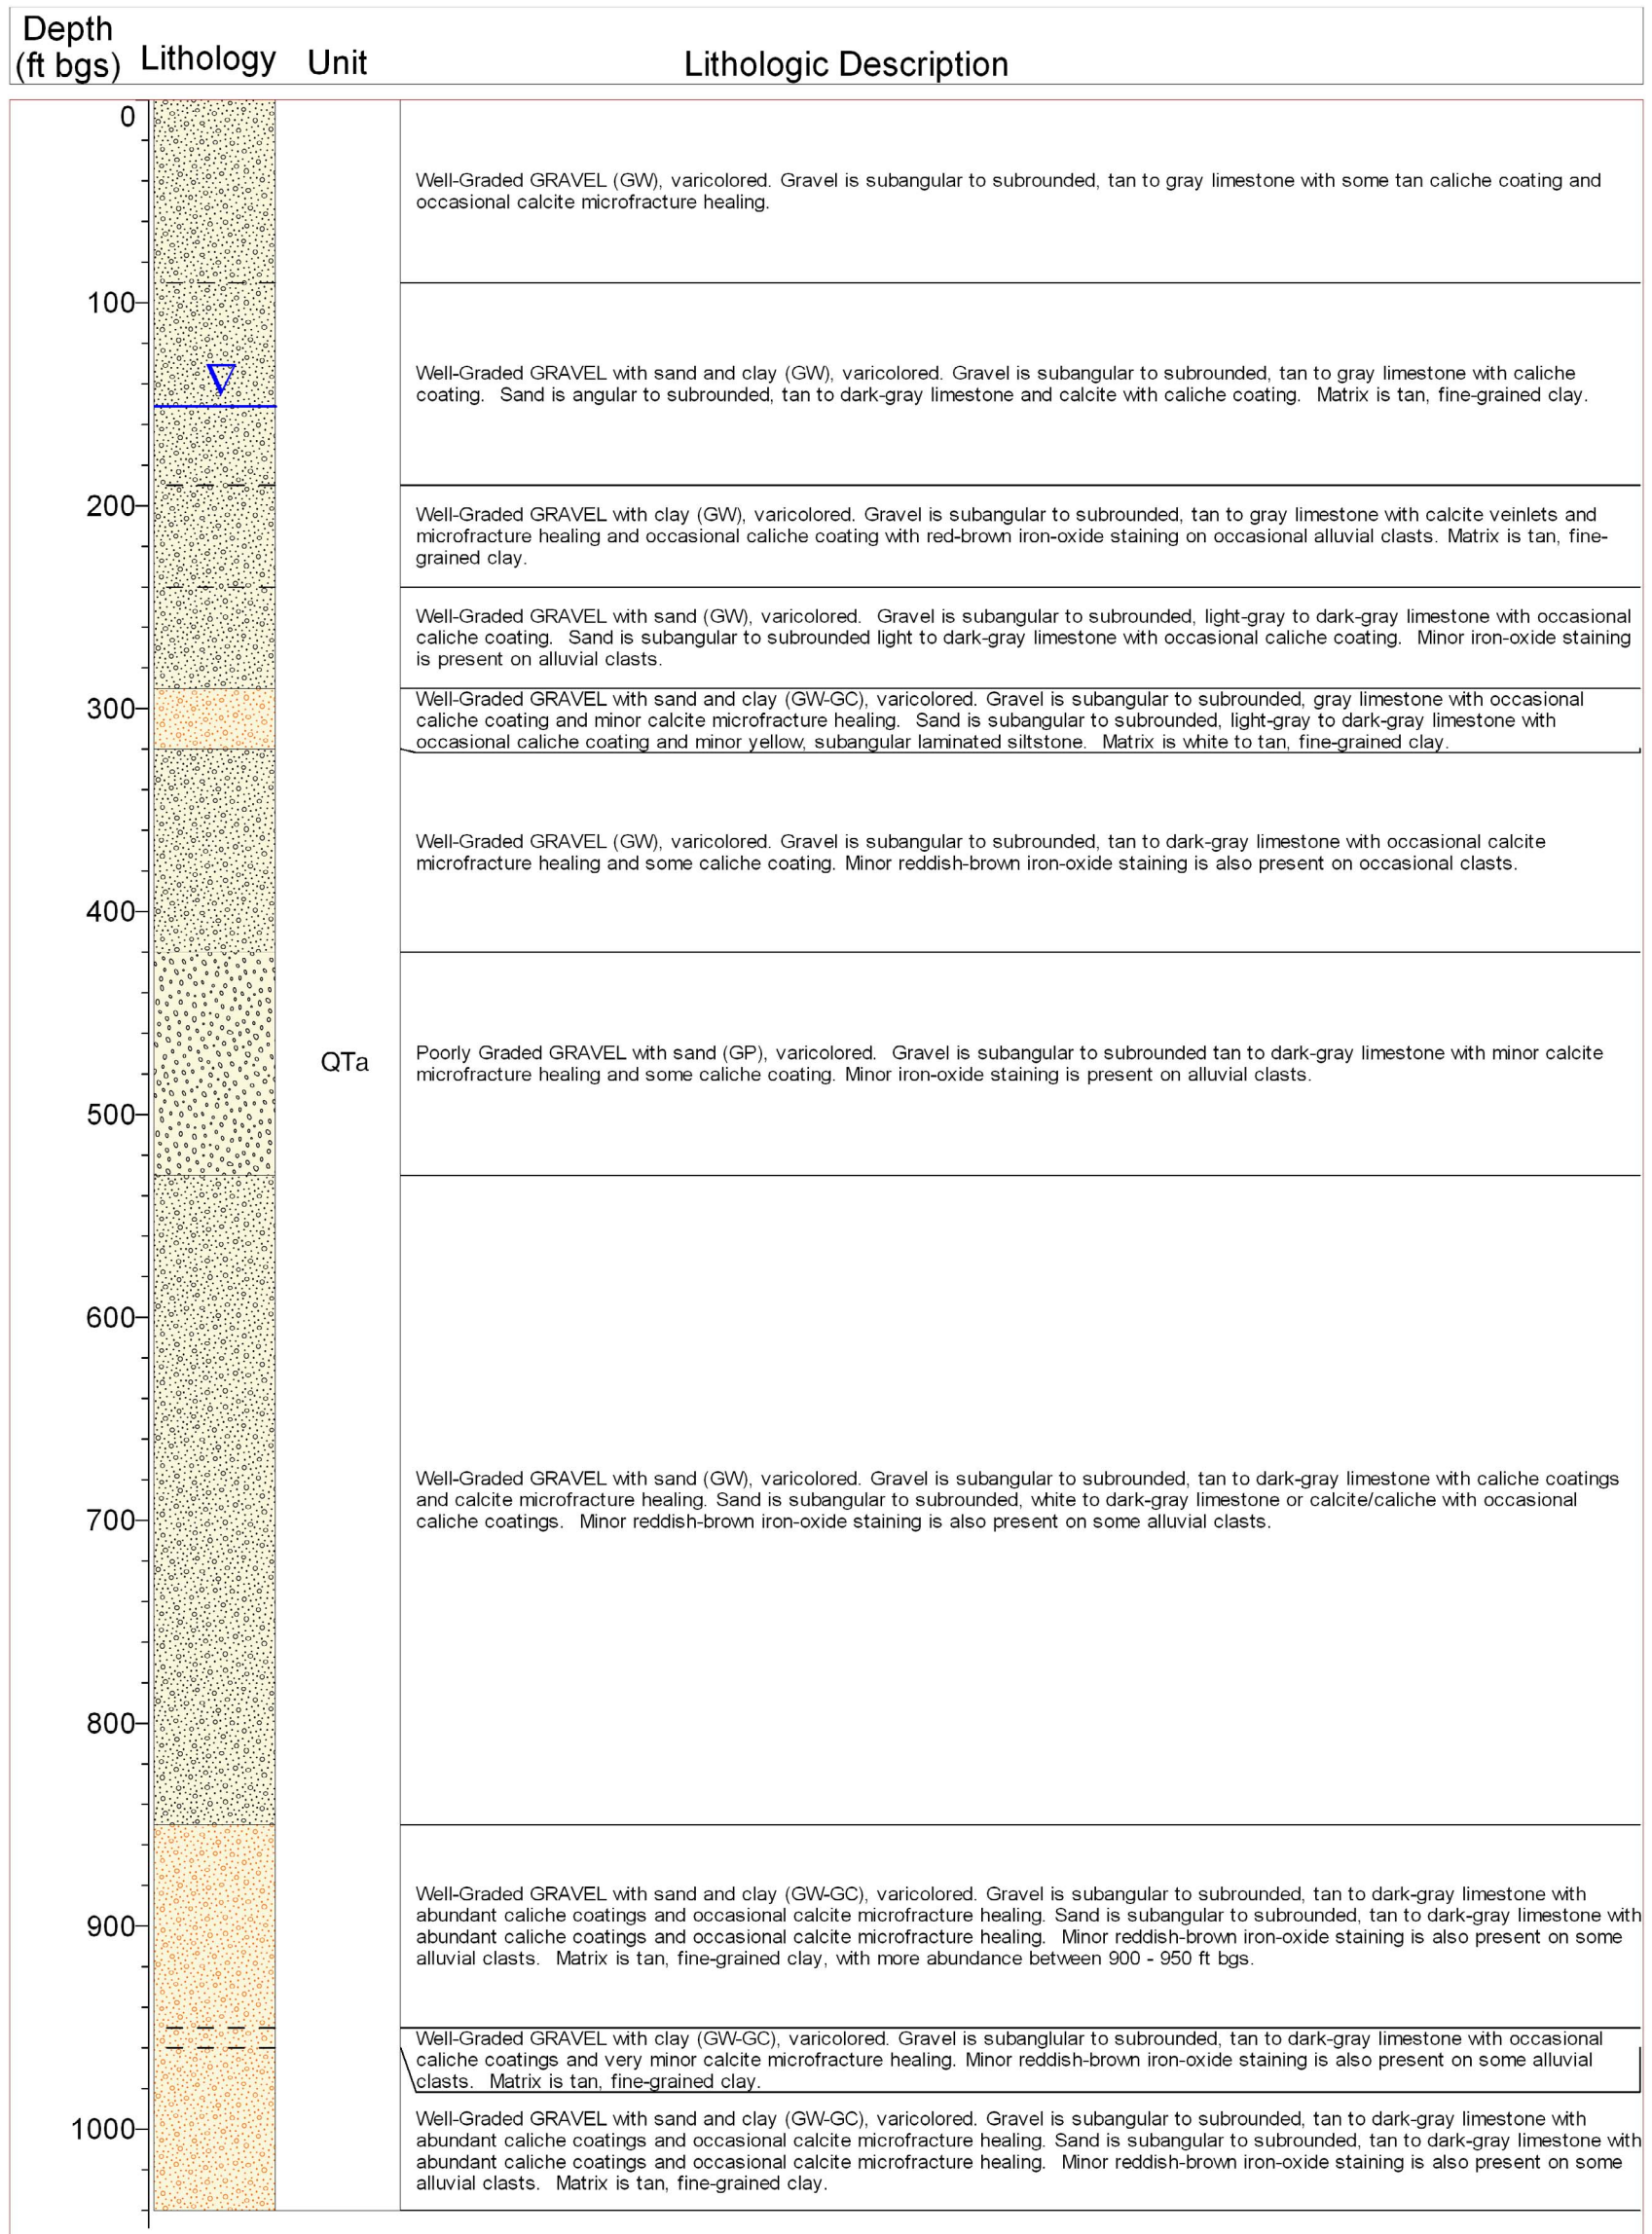 Depth
(ft bgs) Lithology Unit Lithologic Description
0
Well-Graded GRAVEL (GW), varicolored. Gravel is subangular to subrounded, tan to gray limestone with some tan caliche coating and
occasional calcite microfracture healing.
100
Well-Graded GRAVEL with sand and clay (GW), varicolored. Gravel is subangular to subrounded, tan to gray limestone with caliche
coating. Sand is angular to subrounded, tan to dark-gray limestone and calcite with caliche coating. Matrix is tan, fine-grained clay.
200
Well-Graded GRAVEL with clay (GW), varicolored. Gravel is subangular to subrounded, tan to gray limestone with calcite veinlets and
microfracture healing and occasional caliche coating with red-brown iron-oxide staining on occasional alluvial clasts. Matrix is tan, fine-
grained clay.
Well-Graded GRAVEL with sand (GW), varicolored. Gravel is subangular to subrounded, light-gray to dark-gray limestone with occasional
caliche coating. Sand is subangular to subrounded light to dark-gray limestone with occasional caliche coating. Minor iron-oxide staining
is present on alluvial clasts.
300
Well-Graded GRAVEL with sand and clay (GW-GC), varicolored. Gravel is subangular to subrounded, gray limestone with occasional
caliche coating and minor calcite microfracture healing. Sand is subangular to subrounded, light-gray to dark-gray limestone with
occasional caliche coating and minor yellow, subangular laminated siltstone. Matrix is white to tan, fine-grained clay.
Well-Graded GRAVEL (GW), varicolored. Gravel is subangular to subrounded, tan to dark-gray limestone with occasional calcite
microfracture healing and some caliche coating. Minor reddish-brown iron-oxide staining is also present on occasional clasts.
400
QTa
Poorly Graded GRAVEL with sand (GP), varicolored. Gravel is subangular to subrounded tan to dark-gray limestone with minor calcite
microfracture healing and some caliche coating. Minor iron-oxide staining is present on alluvial clasts.
500
600
Well-Graded GRAVEL with sand (GW), varicolored. Gravel is subangular to subrounded, tan to dark-gray limestone with caliche coatings
and calcite microfracture healing. Sand is subangular to subrounded, white to dark-gray limestone or calcite/caliche with occasional
caliche coatings. Minor reddish-brown iron-oxide staining is also present on some alluvial clasts.
700
800
Well-Graded GRAVEL with sand and clay (GW-GC), varicolored. Gravel is subangular to subrounded, tan to dark-gray limestone with
abundant caliche coatings and occasional calcite microfracture healing. Sand is subangular to subrounded, tan to dark-gray limestone with
abundant caliche coatings and occasional calcite microfracture healing. Minor reddish-brown iron-oxide staining is also present on some
alluvial clasts. Matrix is tan, fine-grained clay, with more abundance between 900 - 950 ft bgs.
900
Well-Graded GRAVEL with clay (GW-GC), varicolored. Gravel is subanglular to subrounded, tan to dark-gray limestone with occasional
caliche coatings and very minor calcite microfracture healing. Minor reddish-brown iron-oxide staining is also present on some alluvial
clasts. Matrix is tan, fine-grained clay.
1000
Well-Graded GRAVEL with sand and clay (GW-GC), varicolored. Gravel is subangular to subrounded, tan to dark-gray limestone with
abundant caliche coatings and occasional calcite microfracture healing. Sand is subangular to subrounded, tan to dark-gray limestone with
abundant caliche coatings and occasional calcite microfracture healing. Minor reddish-brown iron-oxide staining is also present on some
alluvial clasts. Matrix is tan, fine-grained clay.